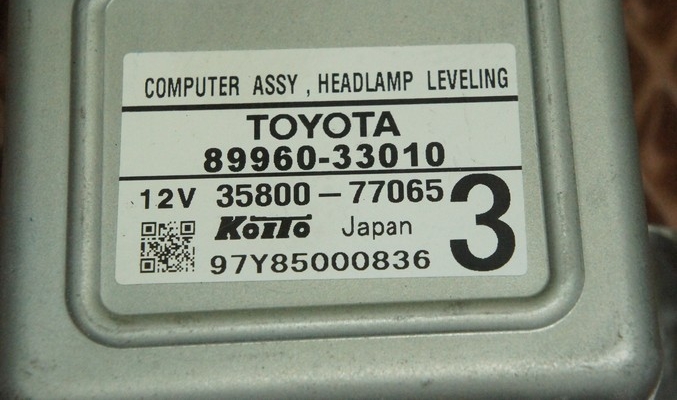 COMPUTER ASSY , HEADLAMP LEVELING
TOYOTA
89960-33010
12V 35800-77065
KOITO Japan
97Y85000836
3